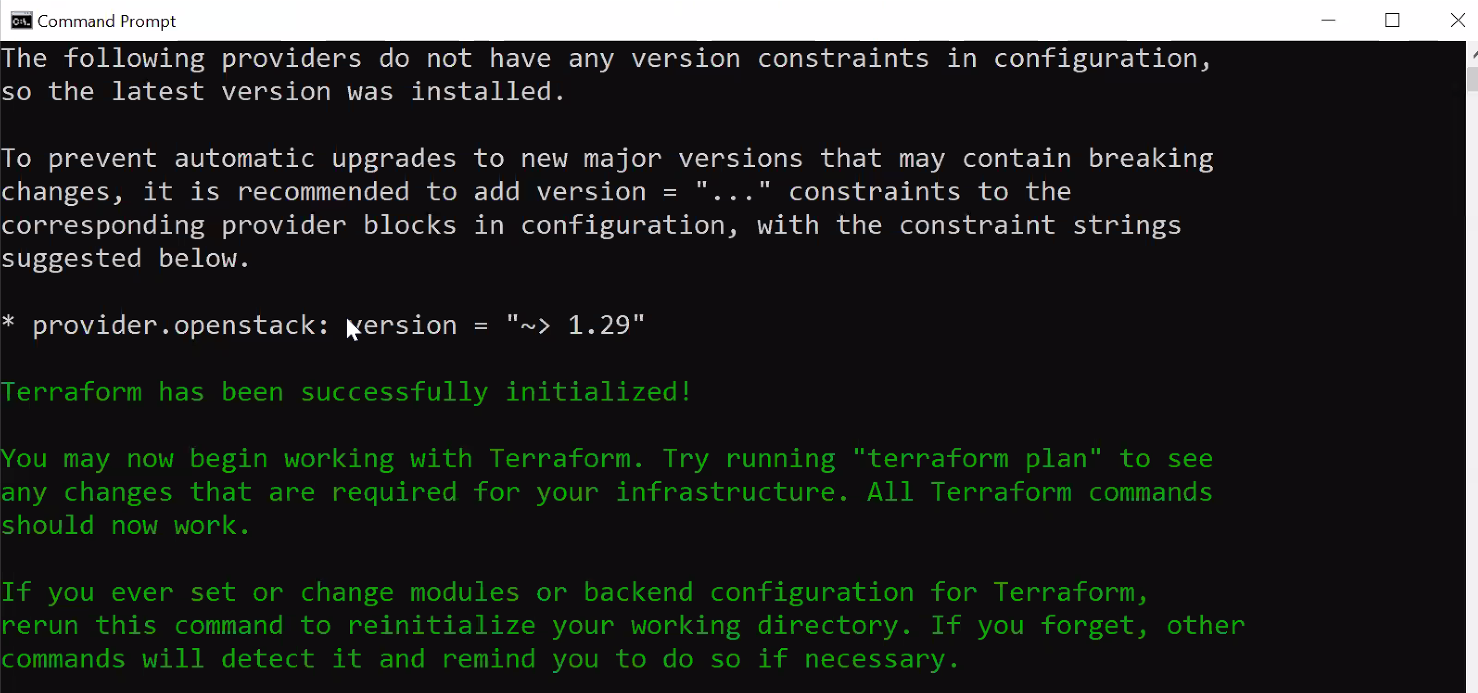 Command Prompt
The following providers do not have any version constraints in configuration,
so the latest version was installed.
To prevent automatic upgrades to new major versions that may contain breaking
changes, it is recommended to add version = "..." constraints to the
corresponding provider blocks in configuration, with the constraint strings
suggested below.
* provider.openstack: version = "~> 1.29"
Terraform has been successfully initialized!
You may now begin working with Terraform. Try running "terraform plan" to see
any changes that are required for your infrastructure. All Terraform commands
should now work.
If you ever set or change modules or backend configuration for Terraform,
rerun this command to reinitialize your working directory. If you forget, other
commands will detect it and remind you to do so if necessary.